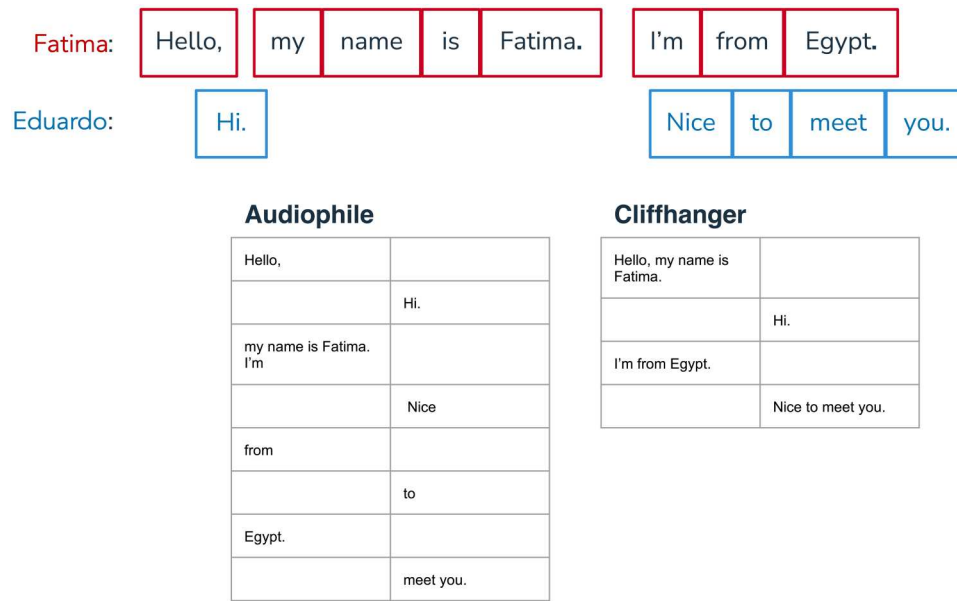 Fatima: Hello, my name is Fatima. I'm from Egypt.
Eduardo: Hi. Nice to meet you.
Audiophile
Hello,
Hi.
my name is Fatima.
I'm
Nice
from
to
Egypt.
meet you.
Cliffhanger
Hello, my name is
Fatima.
Hi.
I'm from Egypt.
Nice to meet you.